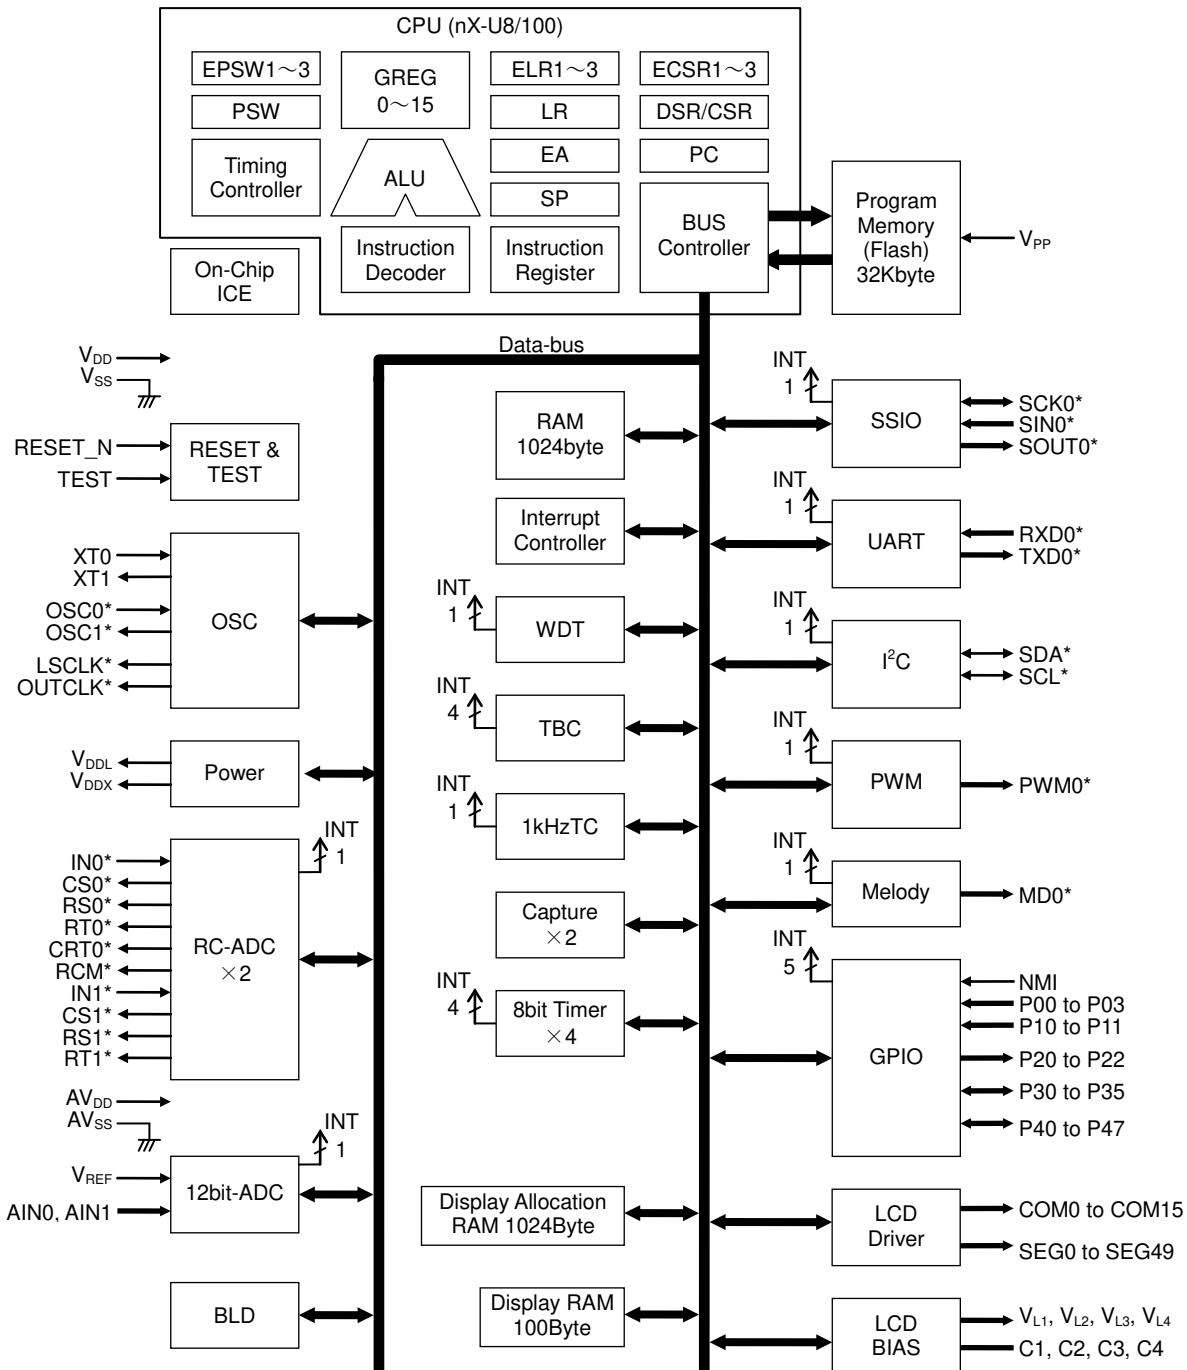 CPU (nX-U8/100)
EPSW1～3
GREG
0～15
ELR1～3
ECSR1～3
PSW
LR
DSR/CSR
Timing
Controller
ALU
EA
PC
SP
BUS
Controller
Program
Memory
(Flash)
32Kbyte
VPP
On-Chip
ICE
Instruction
Decoder
Instruction
Register
Data-bus
VDD
VSS
RESET_N
TEST
RESET &
TEST
XT0
XT1
OSC0*
OSC1*
LSCLK*
OUTCLK*
OSC
VDDL
VDDX
Power
INT
1
IN0*
CS0*
RS0*
RT0*
CRT0*
RCM*
IN1*
CS1*
RS1*
RT1*
RC-ADC
×2
AVDD
AVSS
INT
1
VREF
AIN0, AIN1
12bit-ADC
BLD
RAM
1024byte
Interrupt
Controller
INT
1
WDT
INT
4
TBC
INT
1
1kHzTC
Capture
×2
INT
4
8bit Timer
×4
Display Allocation
RAM 1024Byte
Display RAM
100Byte
INT
1
SSIO
SCK0*
SIN0*
SOUT0*
INT
1
UART
RXD0*
TXD0*
INT
1
I²C
SDA*
SCL*
INT
1
PWM
PWM0*
INT
1
Melody
MD0*
INT
5
GPIO
NMI
P00 to P03
P10 to P11
P20 to P22
P30 to P35
P40 to P47
LCD
Driver
COM0 to COM15
SEG0 to SEG49
LCD
BIAS
VL1, VL2, VL3, VL4
C1, C2, C3, C4